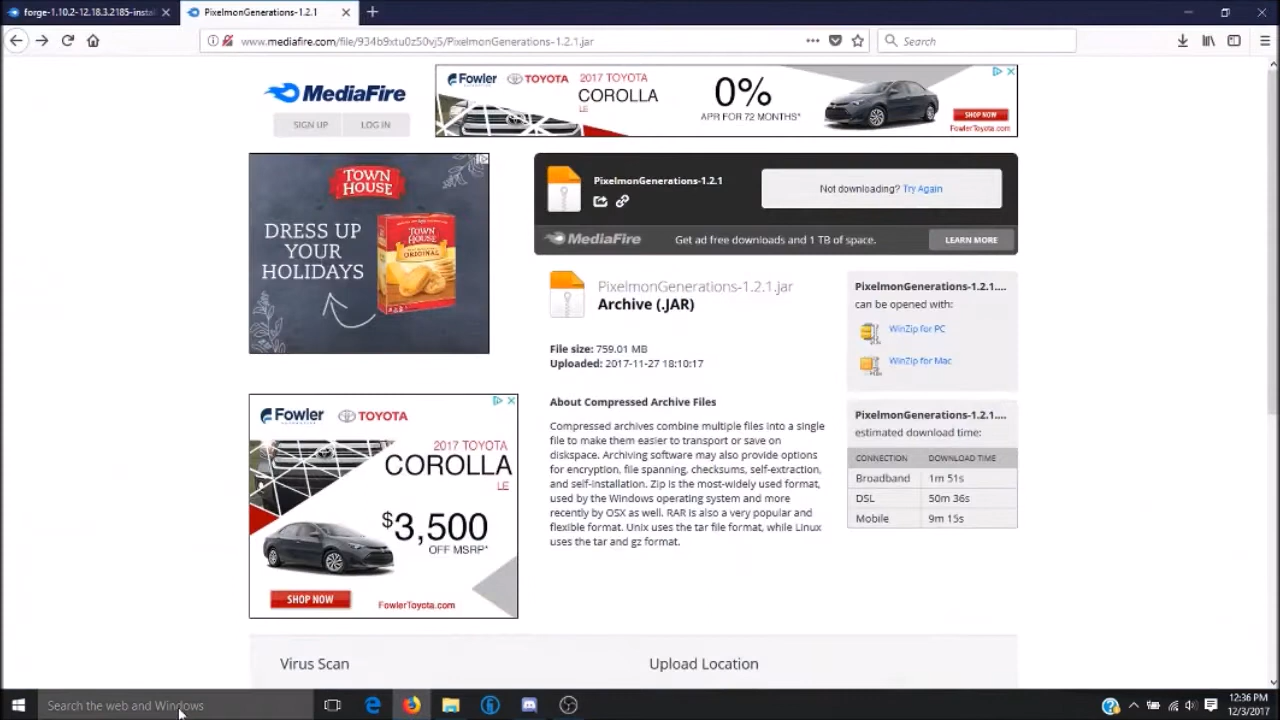 forge-1.10.2-12.18.3.2185-instal
PixelmonGenerations-1.2.1
www.mediafire.com/file/934b9xtu0z50vj5/PixelmonGenerations-1.2.1.jar
Search
MediaFire
SIGN UP
LOG IN
Fowler TOYOTA
2017 TOYOTA
COROLLA
LE
0%
APR FOR 72 MONTHS*
SHOP NOW
FowlerToyota.com
TOWN
HOUSE
DRESS UP
YOUR
HOLIDAYS
TOWN
HOUSE
ORIGINAL
PixelmonGenerations-1.2.1
Not downloading? Try Again
MediaFire
Get ad free downloads and 1 TB of space.
LEARN MORE
PixelmonGenerations-1.2.1.jar
Archive (.JAR)
File size: 759.01 MB
Uploaded: 2017-11-27 18:10:17
About Compressed Archive Files
Compressed archives combine multiple files into a single
file to make them easier to transport or save on
diskspace. Archiving software may also provide options
for encryption, file spanning, checksums, self-extraction,
and self-installation. Zip is the most-widely used format,
used by the Windows operating system and more
recently by OSX as well. RAR is also a very popular and
flexible format. Unix uses the tar file format, while Linux
uses the tar and gz format.
PixelmonGenerations-1.2.1....
can be opened with:
WinZip for PC
WinZip for Mac
PixelmonGenerations-1.2.1....
estimated download time:
CONNECTION DOWNLOAD TIME
Broadband 1m 51s
DSL 50m 36s
Mobile 9m 15s
Fowler TOYOTA
2017 TOYOTA
COROLLA
LE
$3,500
OFF MSRP*
SHOP NOW
FowlerToyota.com
Virus Scan
Upload Location
Search the web and Windows
12:36 PM
12/3/2017